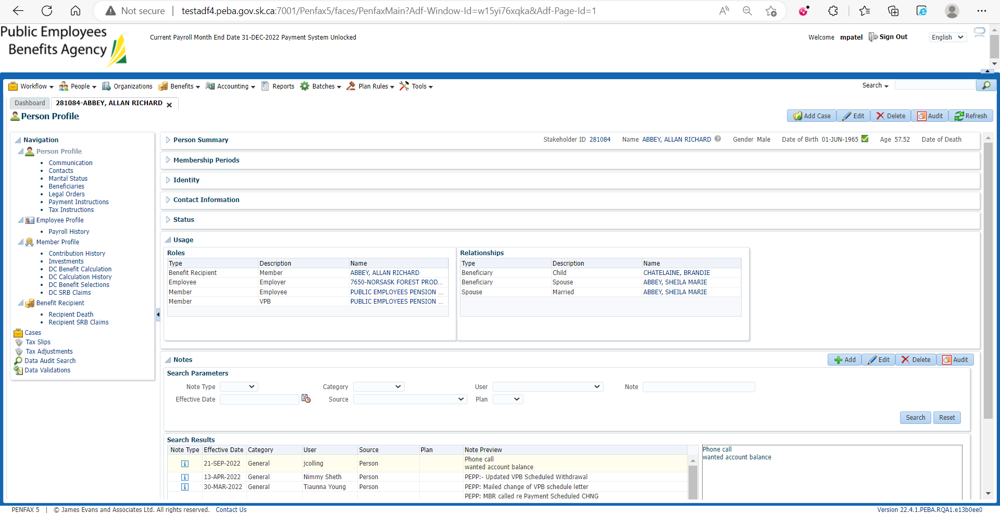 Not secure | testadf4.peba.gov.sk.ca:7001/Penfax5/faces/PenfaxMain?Adf-Window-Id=w15yi76xqka&Adf-Page-Id=1
Public Employees
Benefits Agency
Current Payroll Month End Date 31-DEC-2022 Payment System Unlocked
Welcome mpatel Sign Out English
Workflow People Organizations Benefits Accounting Reports Batches Plan Rules Tools Search
Dashboard 281084-ABBEY, ALLAN RICHARD
Person Profile
Add Case Edit Delete Audit Refresh
Navigation
Person Profile
Communication
Contacts
Marital Status
Beneficiaries
Legal Orders
Payment Instructions
Tax Instructions
Employee Profile
Payroll History
Member Profile
Contribution History
Investments
DC Benefit Calculation
DC Calculation History
DC Benefit Selections
DC SRB Claims
Benefit Recipient
Recipient Death
Recipient SRB Claims
Cases
Tax Slips
Tax Adjustments
Data Audit Search
Data Validations
Person Summary Stakeholder ID 281084 Name ABBEY, ALLAN RICHARD Gender Male Date of Birth 01-JUN-1965 Age 57.52 Date of Death
Membership Periods
Identity
Contact Information
Status
Usage
Roles
Type Description Name
Benefit Recipient Member ABBEY, ALLAN RICHARD
Employee Employer 7650-NORSASK FOREST PROD...
Member Employee PUBLIC EMPLOYEES PENSION ...
Member VPB PUBLIC EMPLOYEES PENSION ...
Relationships
Type Description Name
Beneficiary Child CHATELAINE, BRANDIE
Beneficiary Spouse ABBEY, SHEILA MARIE
Spouse Married ABBEY, SHEILA MARIE
Notes Add Edit Delete Audit
Search Parameters
Note Type Category User Note
Effective Date Source Plan
Search Reset
Search Results
Note Type Effective Date Category User Source Plan Note Preview
21-SEP-2022 General jcolling Person Phone call
wanted account balance
13-APR-2022 General Nimmy Sheth Person PEPP:- Updated VPB Scheduled Withdrawal
30-MAR-2022 General Tiaunna Young Person PEPP: Mailed change of VPB schedule letter
PEPP: MBR called re Payment Scheduled CHNG
Phone call
wanted account balance
PENFAX 5 | © James Evans and Associates Ltd. All rights reserved. Contact Us
Version 22.4.1.PEBA.RQA1.e13b0ee0